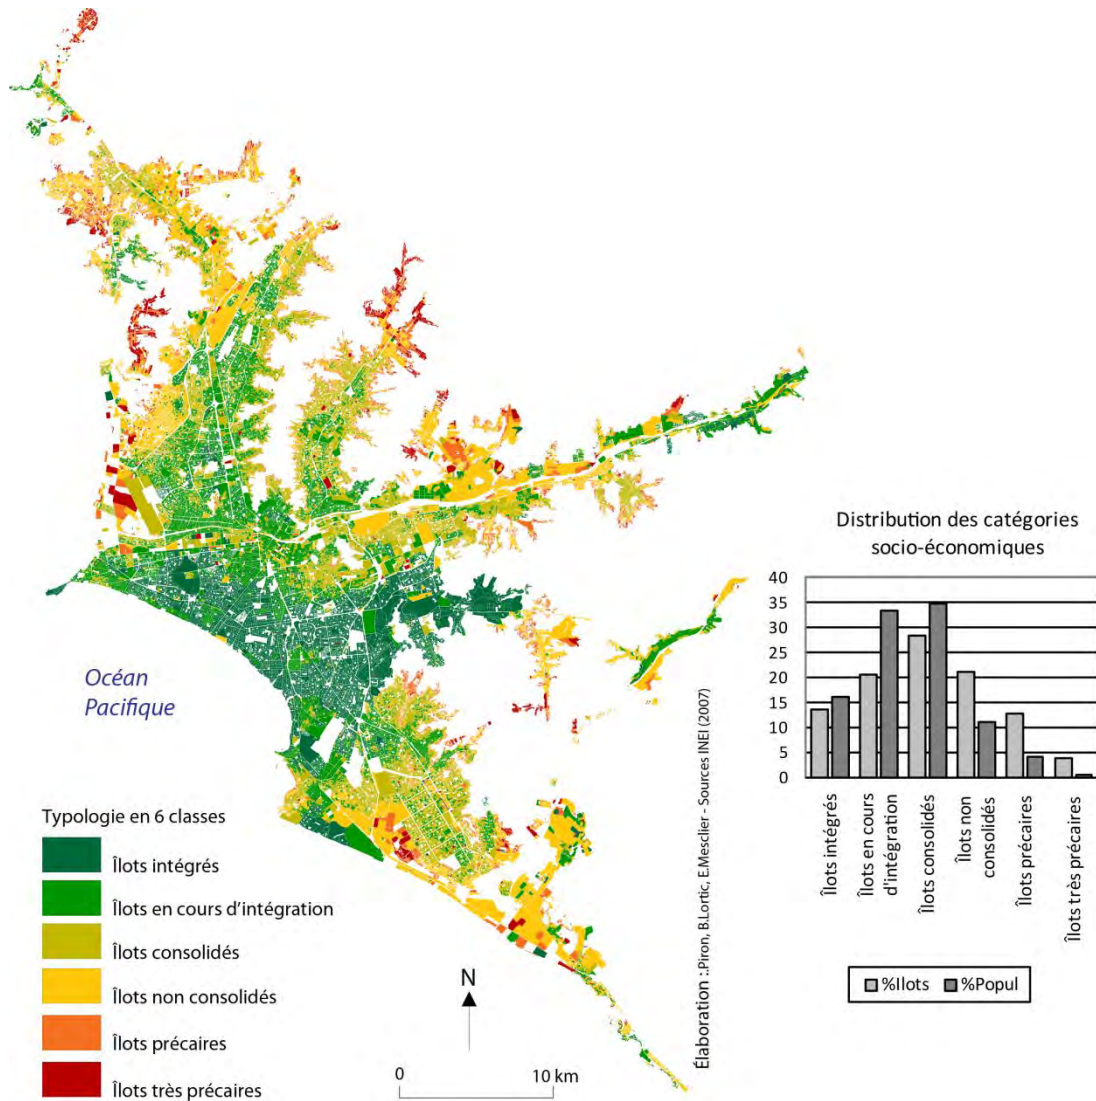 Océan
Pacifique
Typologie en 6 classes
Îlots intégrés
Îlots en cours d'intégration
Îlots consolidés
Îlots non consolidés
Îlots précaires
Îlots très précaires
N
0 10 km
Élaboration :.Piron, B.Lortic, E.Mesclier - Sources INEI (2007)
Distribution des catégories
socio-économiques
40
35
30
25
20
15
10
5
0
Îlots intégrés
Îlots en cours
d'intégration
Îlots consolidés
Îlots non
consolidés
Îlots précaires
Îlots très précaires
%Ilots %Popul